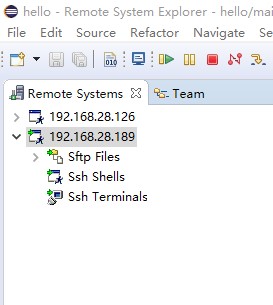 hello - Remote System Explorer - hello/mai
File Edit Source Refactor Navigate Se
010
Remote Systems Team
192.168.28.126
192.168.28.189
Sftp Files
Ssh Shells
Ssh Terminals